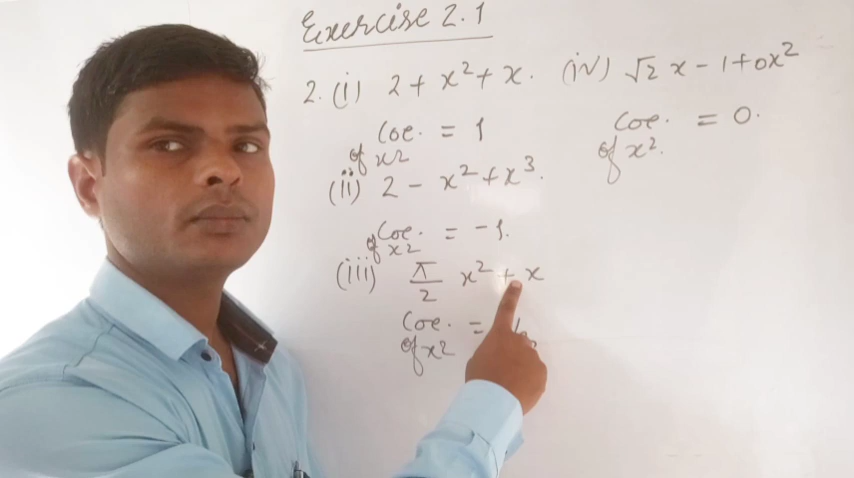 Exercise 2.1
2. (i) 2 + x² + x.
Coe. = 1
of x2
(ii) 2 - x² + x³.
Coe. = -1.
of x2
(iii) π/2 x² + x
Coe. =
of x2
(iv) √2 x - 1 + 0x²
Coe. = 0.
of x².